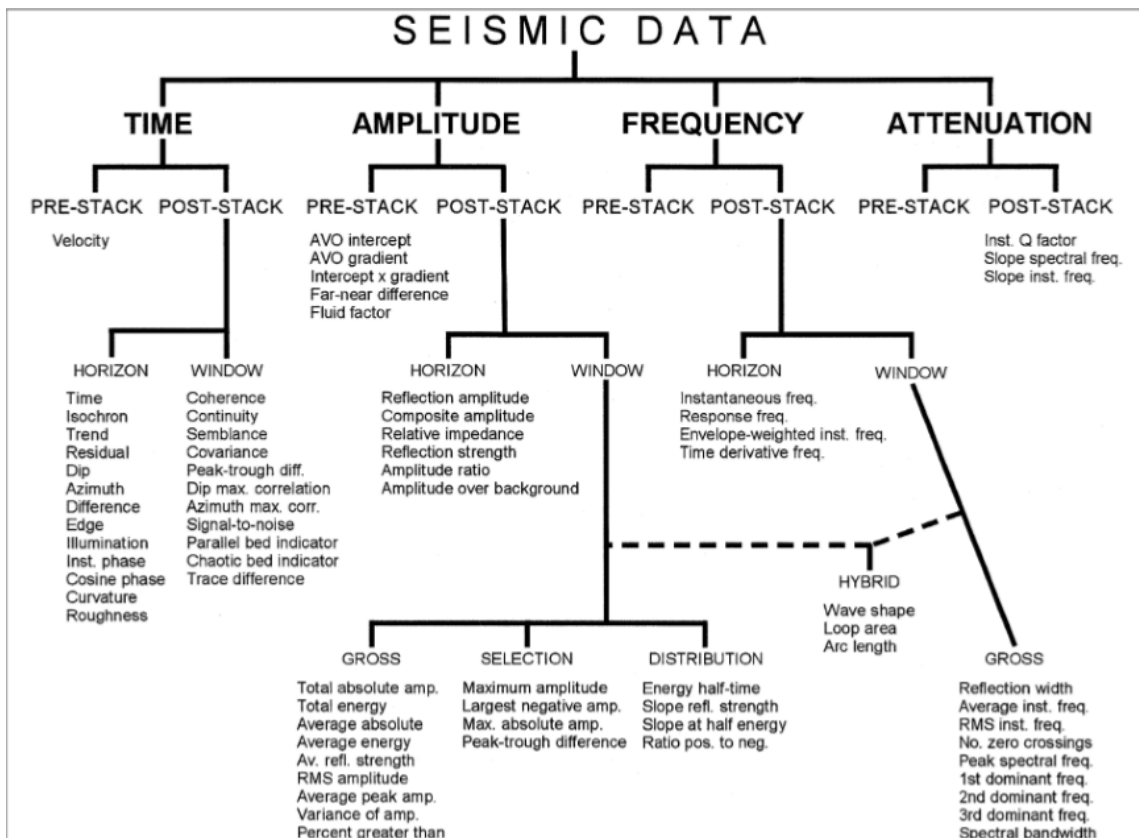 SEISMIC DATA
TIME
AMPLITUDE
FREQUENCY
ATTENUATION
PRE-STACK
POST-STACK
PRE-STACK
POST-STACK
PRE-STACK
POST-STACK
PRE-STACK
POST-STACK
Velocity
AVO intercept
AVO gradient
Intercept x gradient
Far-near difference
Fluid factor
Inst. Q factor
Slope spectral freq.
Slope inst. freq.
HORIZON
Time
Isochron
Trend
Residual
Dip
Azimuth
Difference
Edge
Illumination
Inst. phase
Cosine phase
Curvature
Roughness
WINDOW
Coherence
Continuity
Semblance
Covariance
Peak-trough diff.
Dip max. correlation
Azimuth max. corr.
Signal-to-noise
Parallel bed indicator
Chaotic bed indicator
Trace difference
HORIZON
Reflection amplitude
Composite amplitude
Relative impedance
Reflection strength
Amplitude ratio
Amplitude over background
WINDOW
HORIZON
Instantaneous freq.
Response freq.
Envelope-weighted inst. freq.
Time derivative freq.
WINDOW
HYBRID
Wave shape
Loop area
Arc length
GROSS
Total absolute amp.
Total energy
Average absolute
Average energy
Av. refl. strength
RMS amplitude
Average peak amp.
Variance of amp.
Percent greater than
SELECTION
Maximum amplitude
Largest negative amp.
Max. absolute amp.
Peak-trough difference
DISTRIBUTION
Energy half-time
Slope refl. strength
Slope at half energy
Ratio pos. to neg.
GROSS
Reflection width
Average inst. freq.
RMS inst. freq.
No. zero crossings
Peak spectral freq.
1st dominant freq.
2nd dominant freq.
3rd dominant freq.
Spectral bandwidth